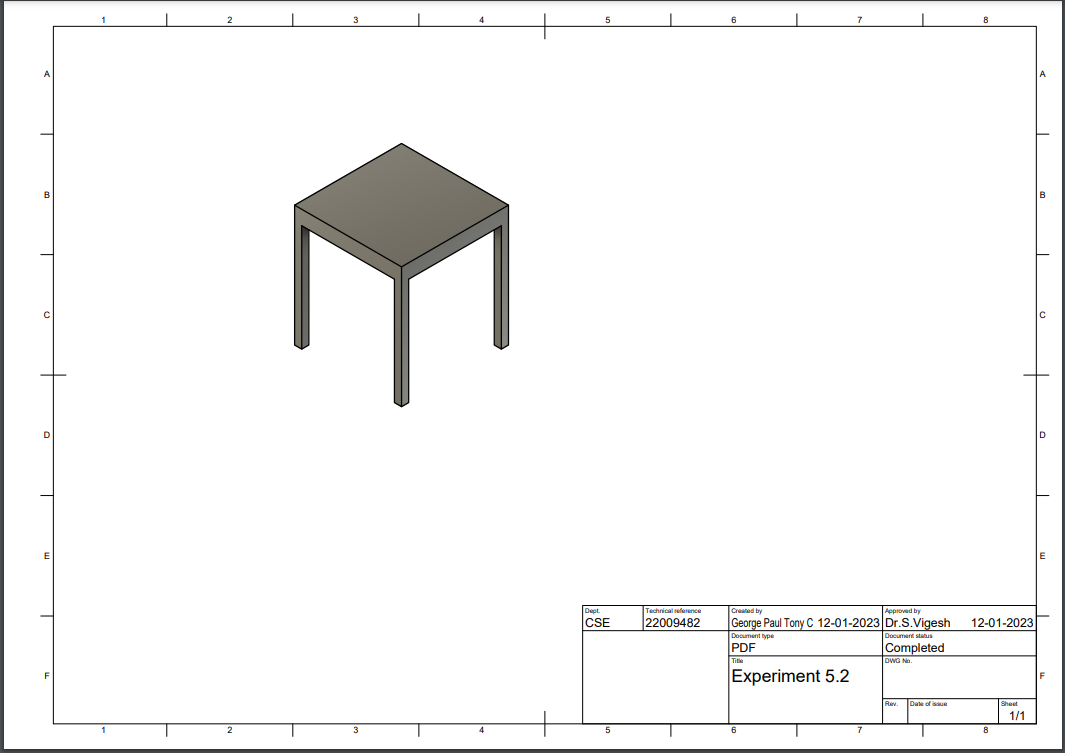 1 2 3 4 5 6 7 8
A A
B B
C C
D D
E E
F F
Dept. Technical reference Created by Approved by
CSE 22009482 George Paul Tony C 12-01-2023 Dr.S.Vigesh 12-01-2023
Document type Document status
PDF Completed
Title DWG No.
Experiment 5.2
Rev. Date of issue Sheet
1/1
1 2 3 4 5 6 7 8